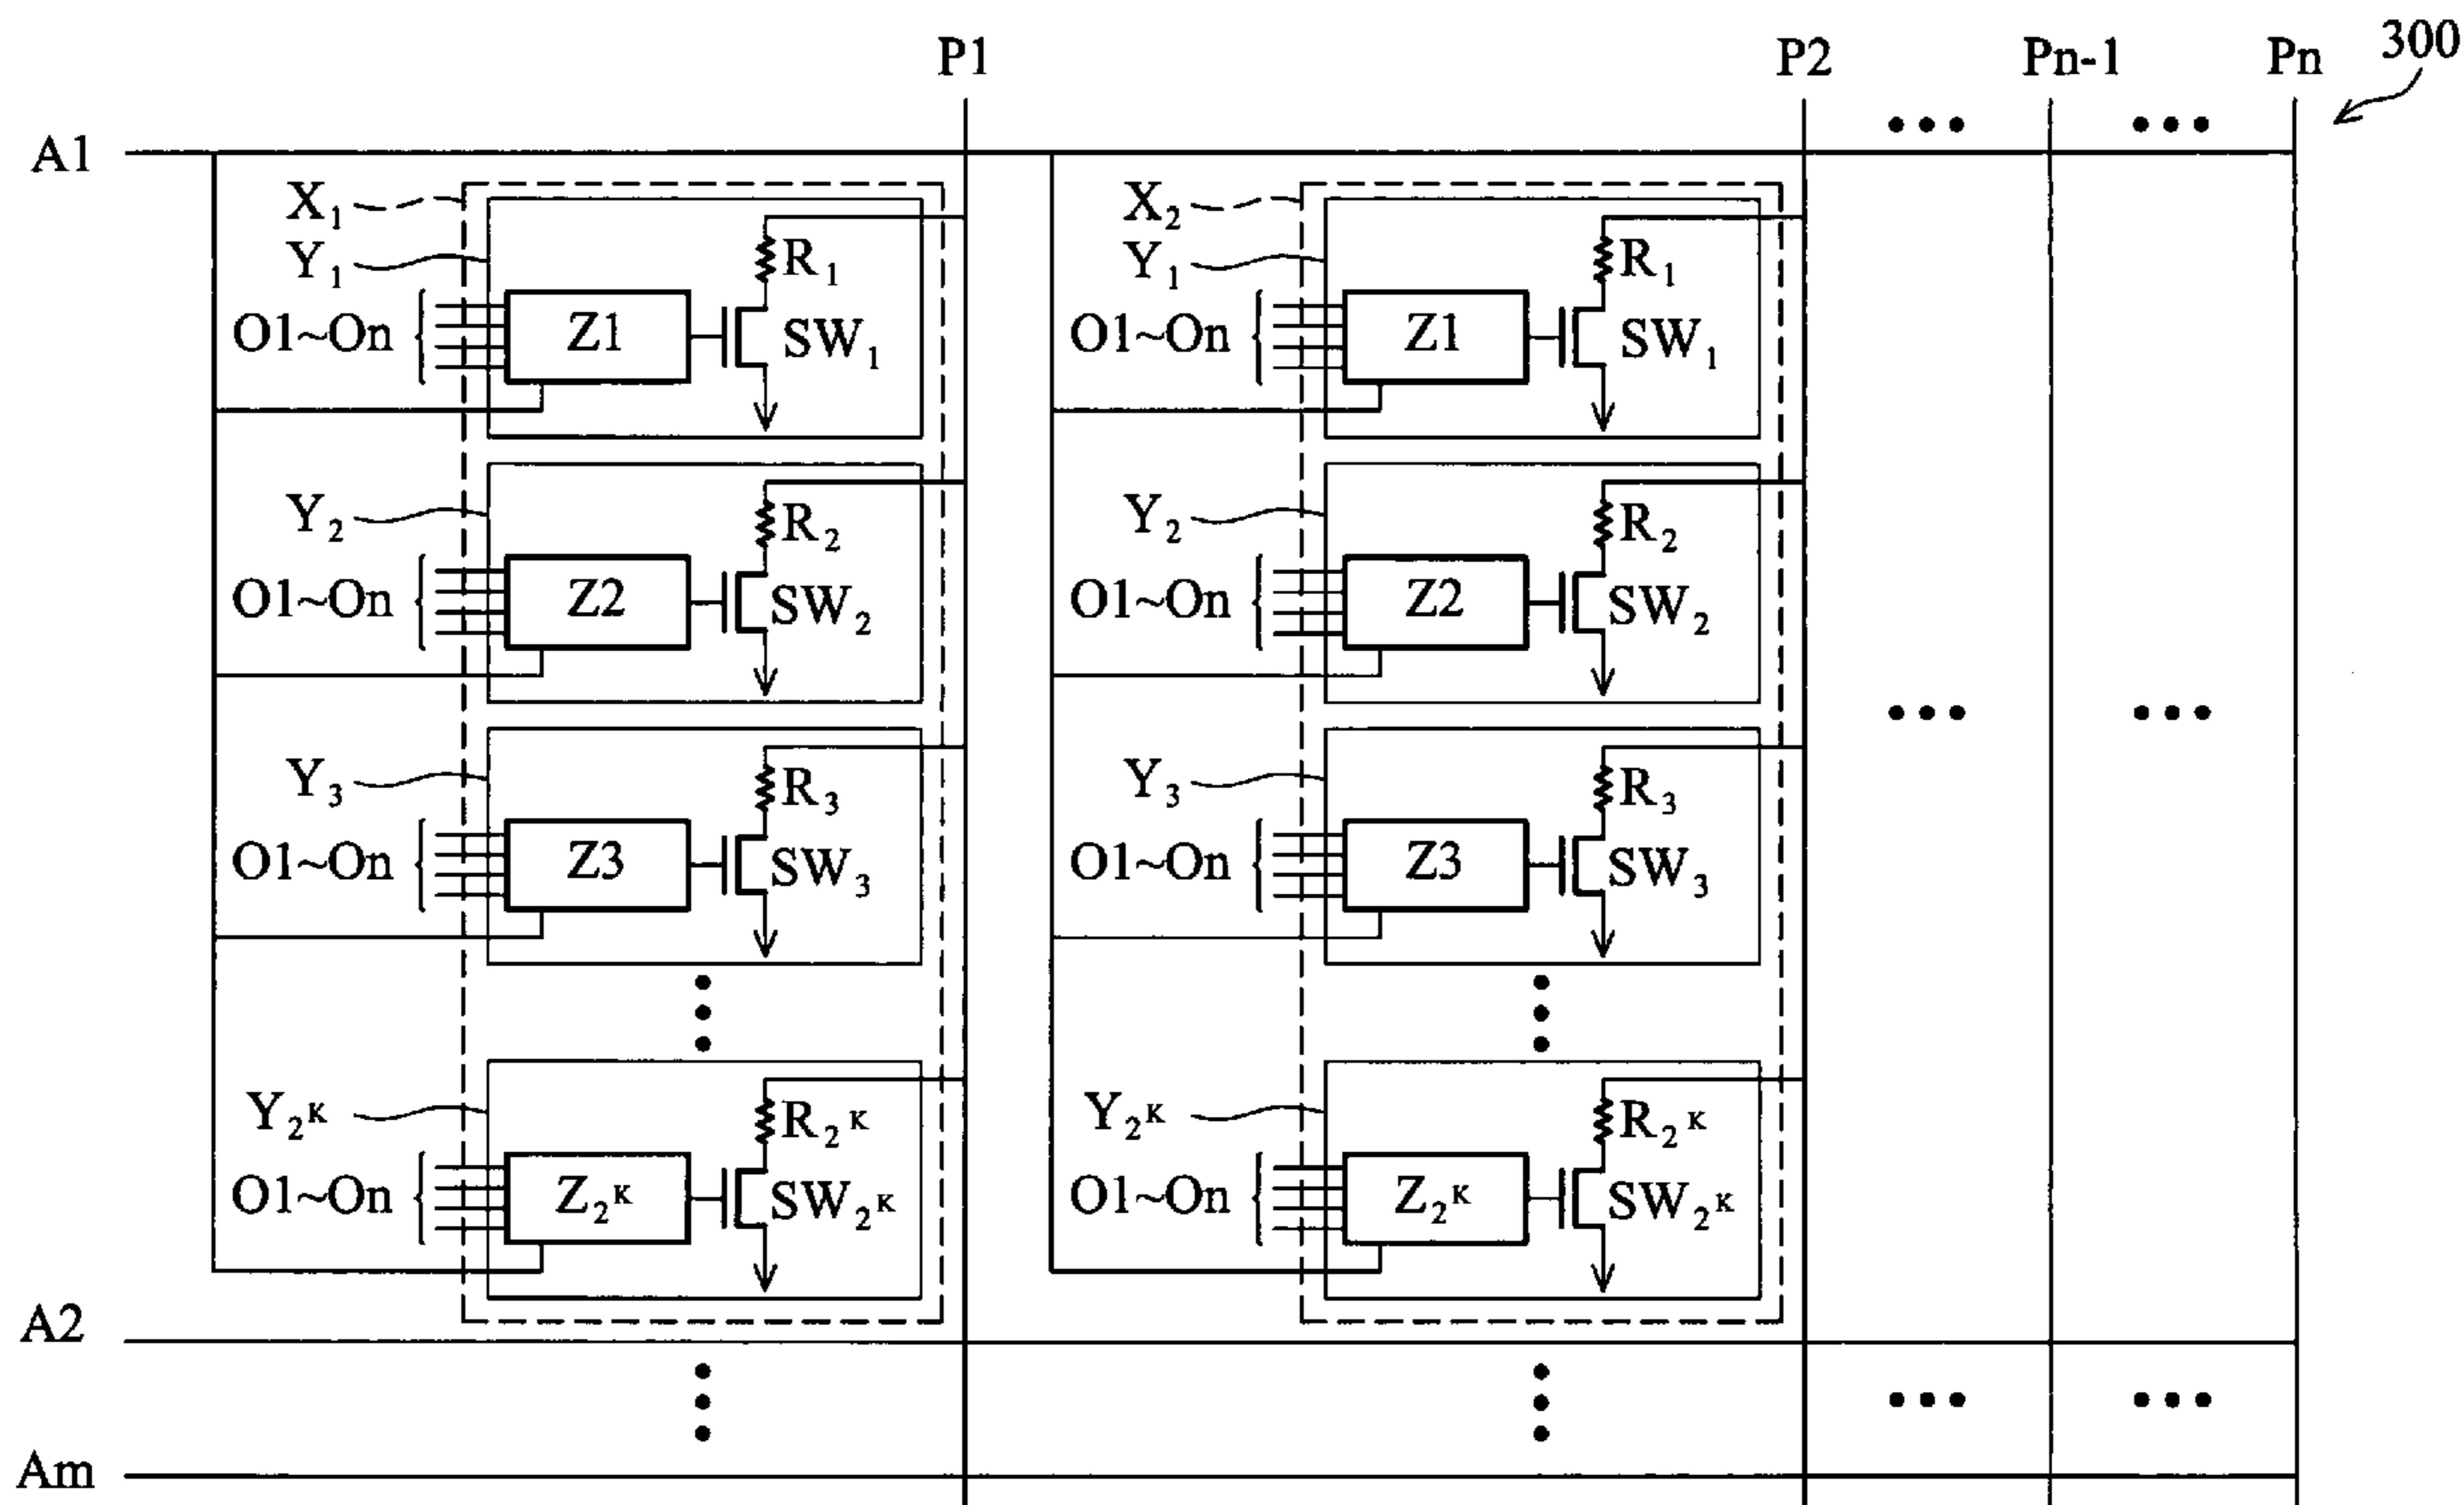 P1 P2 Pn-1 Pn 300
A1
X₁ X₂
Y₁ R₁ Y₁ R₁
O1~On Z1 SW₁ O1~On Z1 SW₁
Y₂ R₂ Y₂ R₂
O1~On Z2 SW₂ O1~On Z2 SW₂
Y₃ R₃ Y₃ R₃
O1~On Z3 SW₃ O1~On Z3 SW₃
Y₂ᴷ R₂ᴷ Y₂ᴷ R₂ᴷ
O1~On Z₂ᴷ SW₂ᴷ O1~On Z₂ᴷ SW₂ᴷ
A2
Am